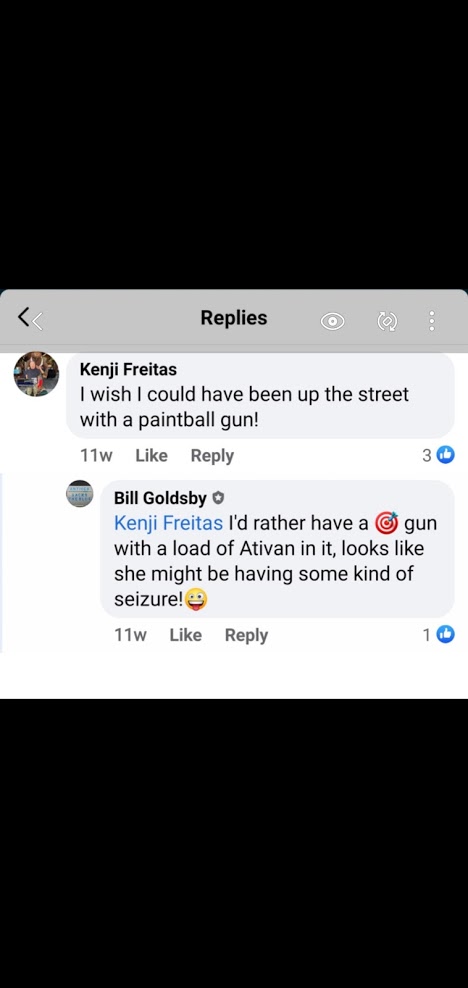 Replies
Kenji Freitas
I wish I could have been up the street
with a paintball gun!
11w Like Reply 3
Bill Goldsby
Kenji Freitas I'd rather have a 🎯 gun
with a load of Ativan in it, looks like
she might be having some kind of
seizure!😜
11w Like Reply 1